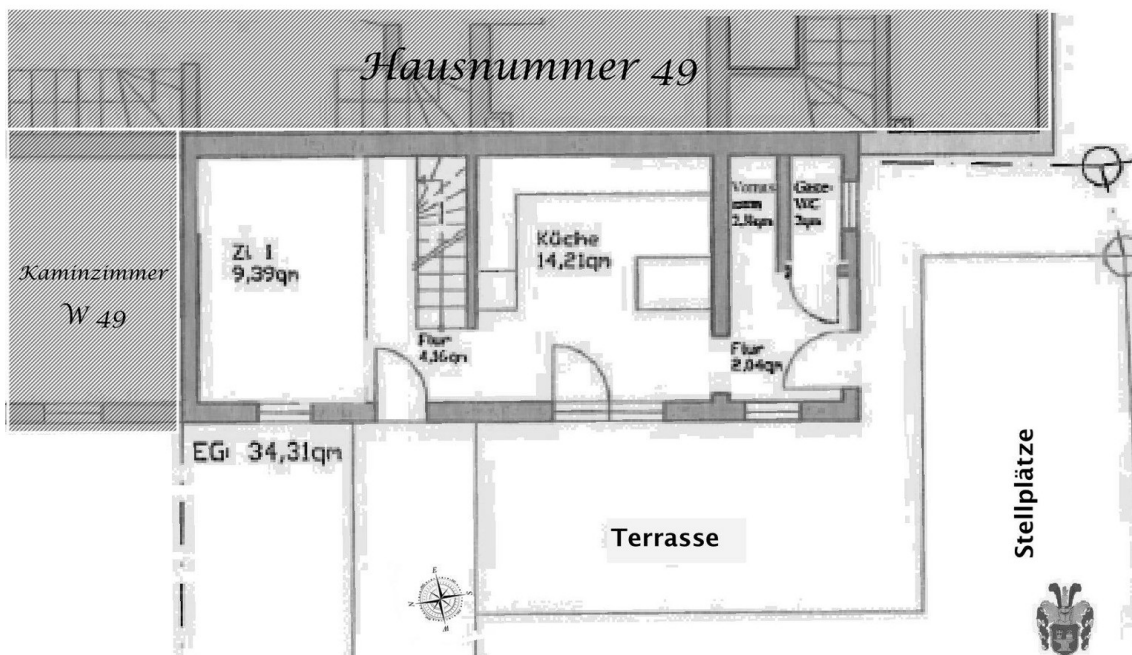 Hausnummer 49
Kaminzimmer
W 49
Zi. 1
9,39qm
Küche
14,21qm
Gäste-
WC
2qm
Flur
4,16qm
Flur
2,04qm
EG: 34,31qm
Terrasse
Stellplätze
E
S
N
W